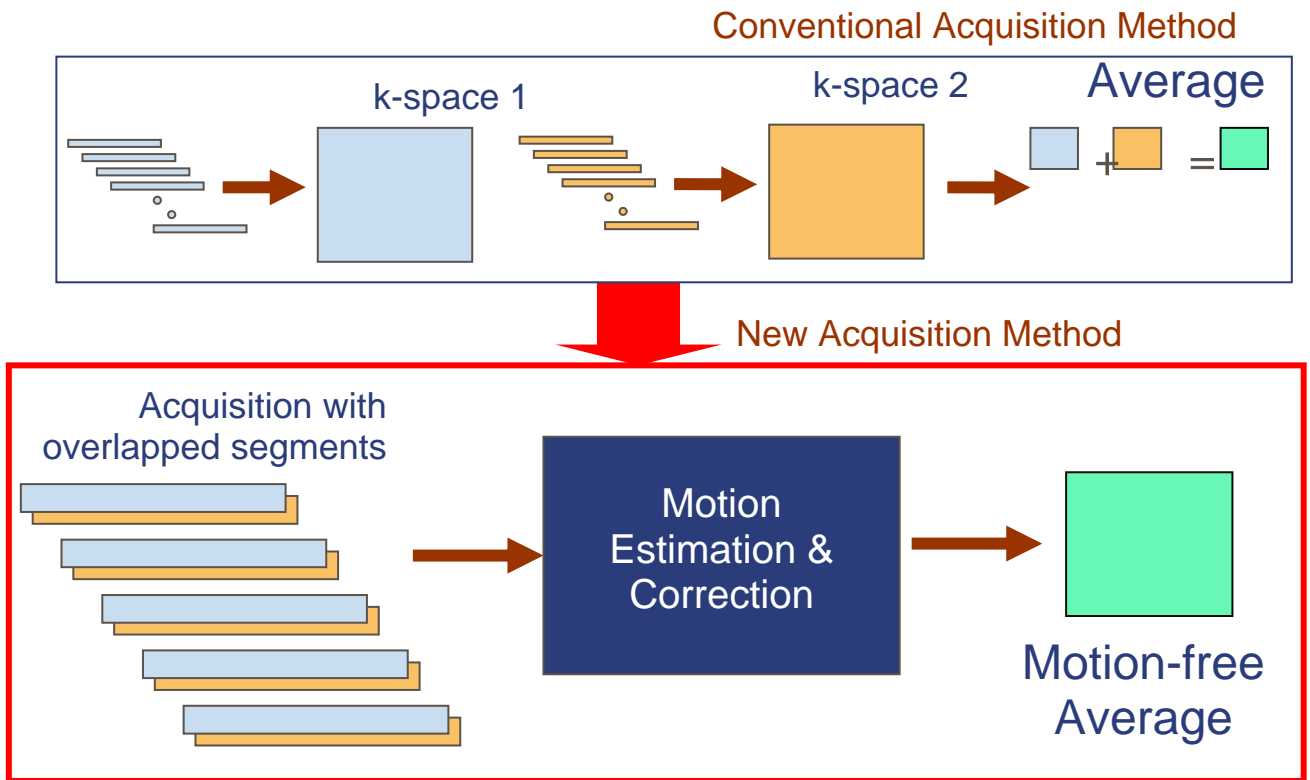 Conventional Acquisition Method
k-space 1
k-space 2
Average
+
=
New Acquisition Method
Acquisition with
overlapped segments
Motion
Estimation &
Correction
Motion-free
Average